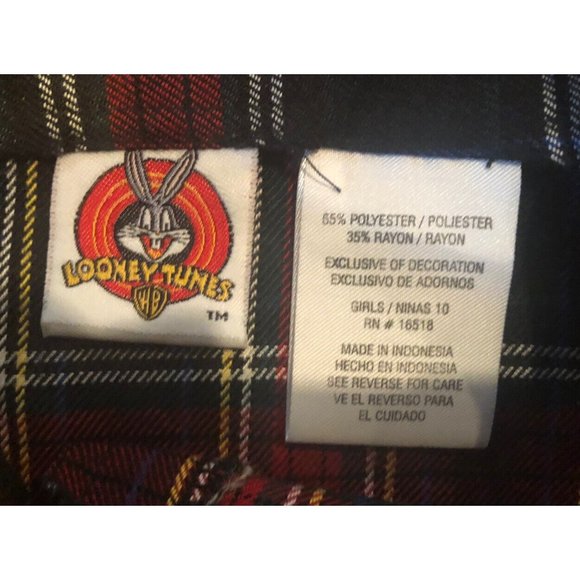 LOONEY TUNES
WB
TM
65% POLYESTER / POLIESTER
35% RAYON / RAYON
EXCLUSIVE OF DECORATION
EXCLUSIVO DE ADORNOS
GIRLS / NINAS 10
RN # 16518
MADE IN INDONESIA
HECHO EN INDONESIA
SEE REVERSE FOR CARE
VE EL REVERSO PARA
EL CUIDADO